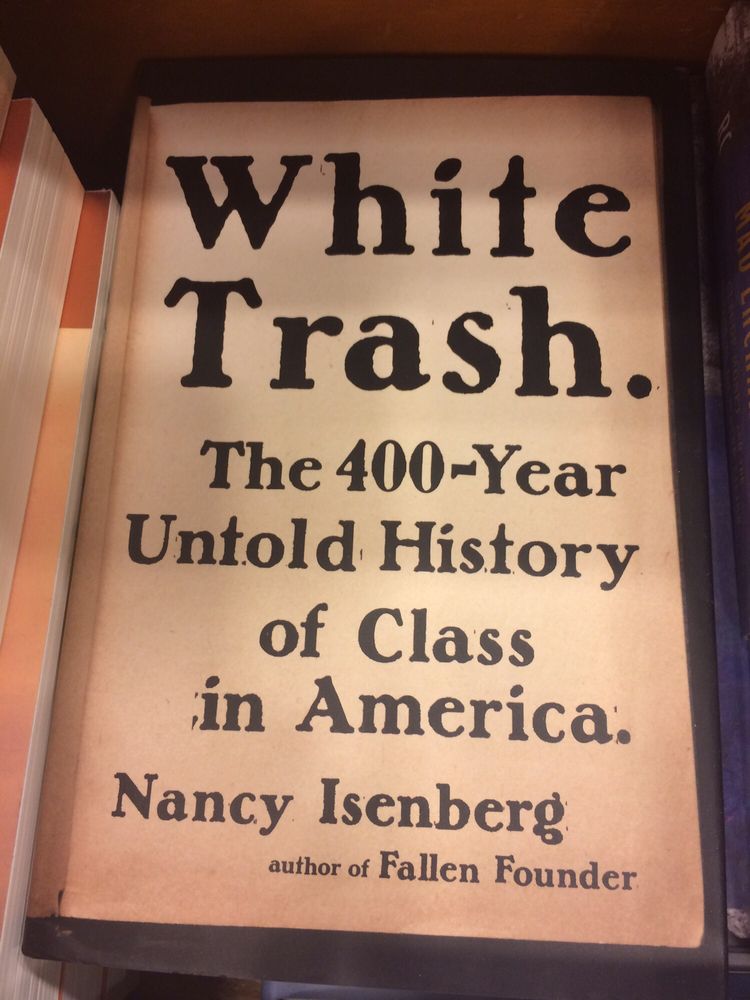 White
Trash.
The 400-Year
Untold History
of Class
in America.
Nancy Isenberg
author of Fallen Founder